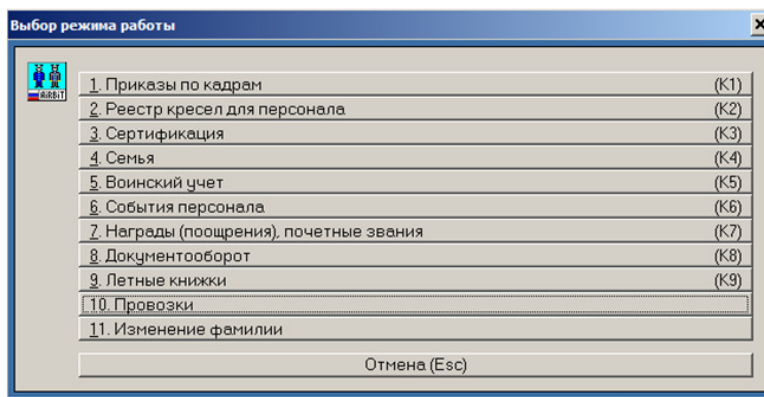 Выбор режима работы
AiRBiT
1. Приказы по кадрам (K1)
2. Реестр кресел для персонала (K2)
3. Сертификация (K3)
4. Семья (K4)
5. Воинский учет (K5)
6. События персонала (K6)
7. Награды (поощрения), почетные звания (K7)
8. Документооборот (K8)
9. Летные книжки (K9)
10. Провозки
11. Изменение фамилии
Отмена (Esc)